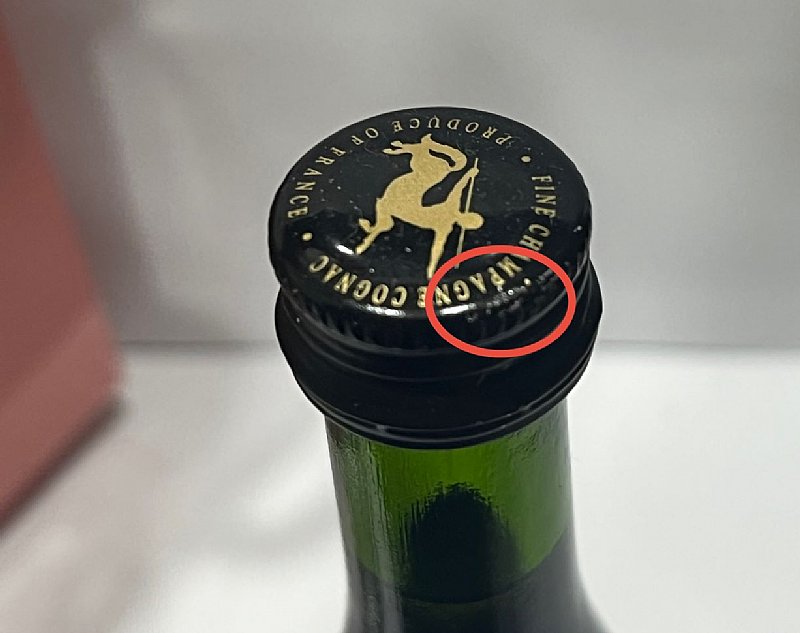 FINE CHAMPAGNE COGNAC
PRODUCE OF FRANCE